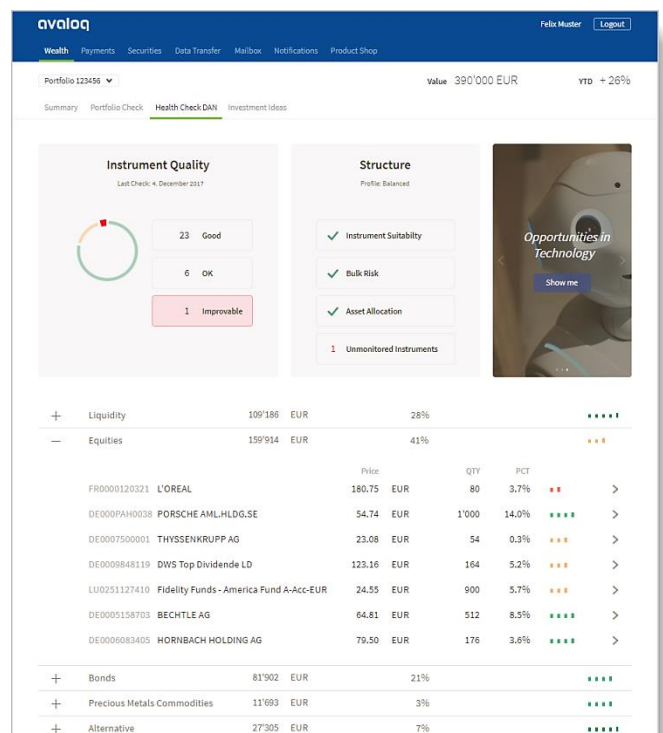 avaloq
Felix Muster Logout
Wealth Payments Securities Data Transfer Mailbox Notifications Product Shop
Portfolio 123456 Value 390'000 EUR YTD + 26%
Summary Portfolio Check Health Check DAN Investment Ideas
Instrument Quality
Last Check: 4. December 2017
23 Good
6 OK
1 Improvable
Structure
Profile: Balanced
Instrument Suitabilty
Bulk Risk
Asset Allocation
1 Unmonitored Instruments
Opportunities in
Technology
Show me
Liquidity 109'186 EUR 28%
Equities 159'914 EUR 41%
Price QTY PCT
FR0000120321 L'OREAL 180.75 EUR 80 3.7%
DE000PAH0038 PORSCHE AML.HLDG.SE 54.74 EUR 1'000 14.0%
DE0007500001 THYSSENKRUPP AG 23.08 EUR 54 0.3%
DE0009848119 DWS Top Dividende LD 123.16 EUR 164 5.2%
LU0251127410 Fidelity Funds - America Fund A-Acc-EUR 24.55 EUR 900 5.7%
DE0005158703 BECHTLE AG 64.81 EUR 512 8.5%
DE0006083405 HORNBACH HOLDING AG 79.50 EUR 176 3.6%
Bonds 81'902 EUR 21%
Precious Metals Commodities 11'693 EUR 3%
Alternative 27'305 EUR 7%